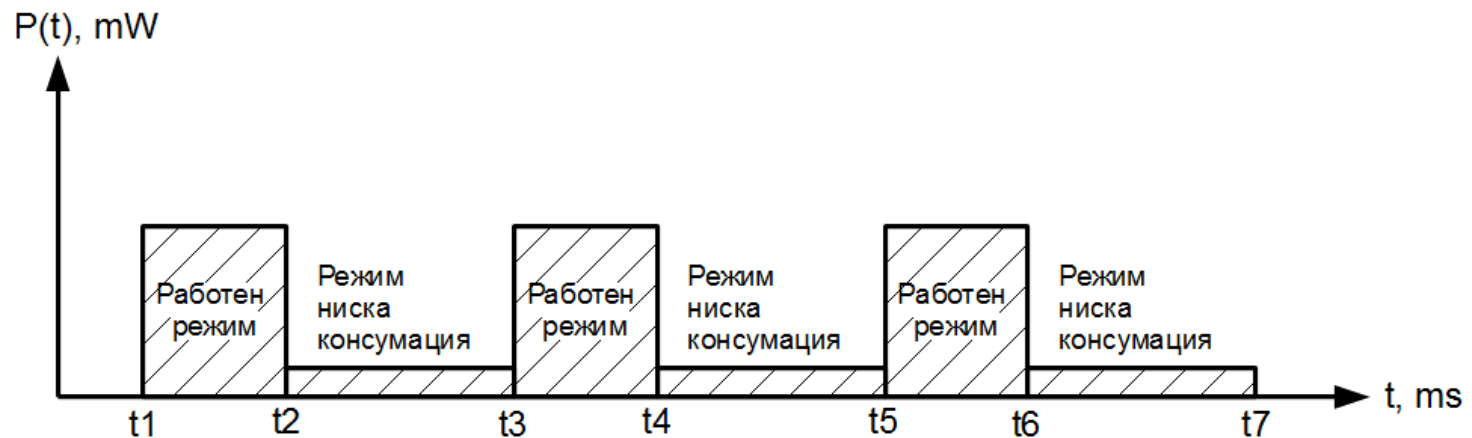 P(t), mW
Работен
режим
Режим
ниска
консумация
Работен
режим
Режим
ниска
консумация
Работен
режим
Режим
ниска
консумация
t1
t2
t3
t4
t5
t6
t7
t, ms